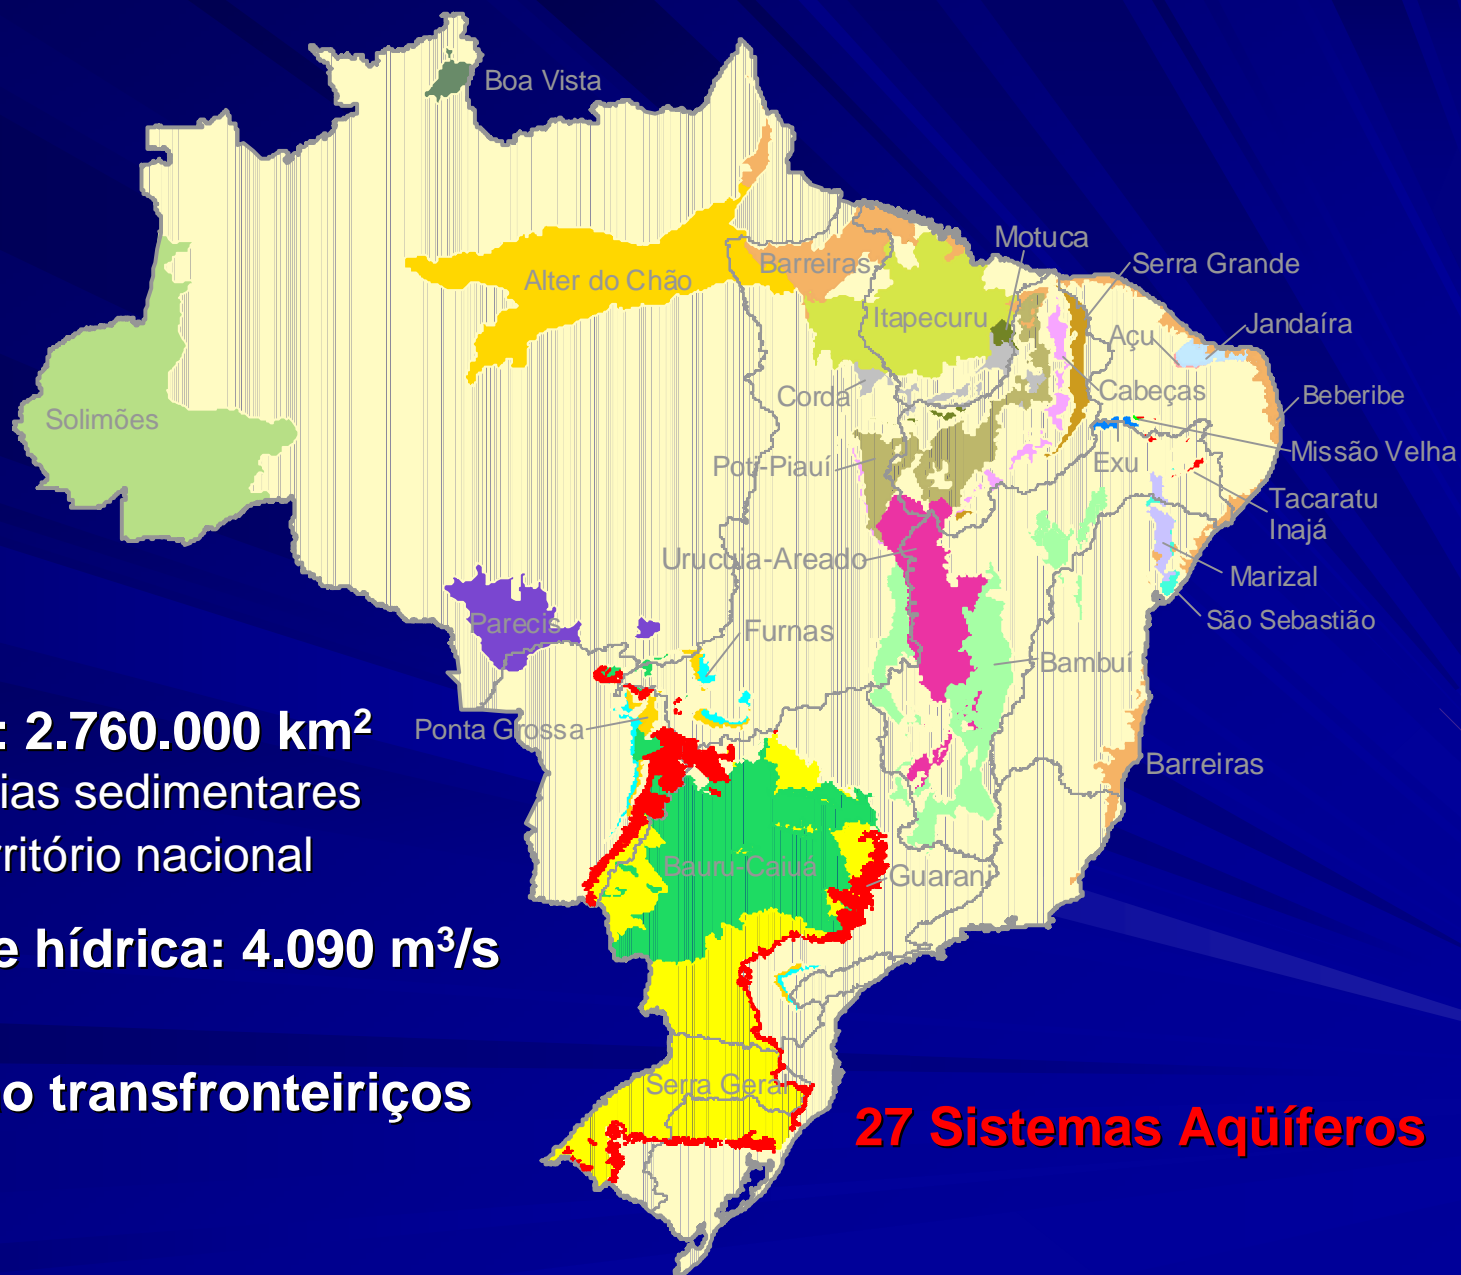 Boa Vista
Motuca
Serra Grande
Barreiras
Alter do Chão
Itapecuru
Açu
Jandaíra
Corda
Cabeças
Beberibe
Solimões
Missão Velha
Poti-Piauí
Exu
Tacaratu
Inajá
Urucuia-Areado
Marizal
São Sebastião
Parecis
Furnas
Bambuí
: 2.760.000 km²
Ponta Grossa
Barreiras
ias sedimentares
rritório nacional
Bauru-Caiuá
Guarani
e hídrica: 4.090 m³/s
Serra Geral
o transfronteiriços
27 Sistemas Aqüíferos